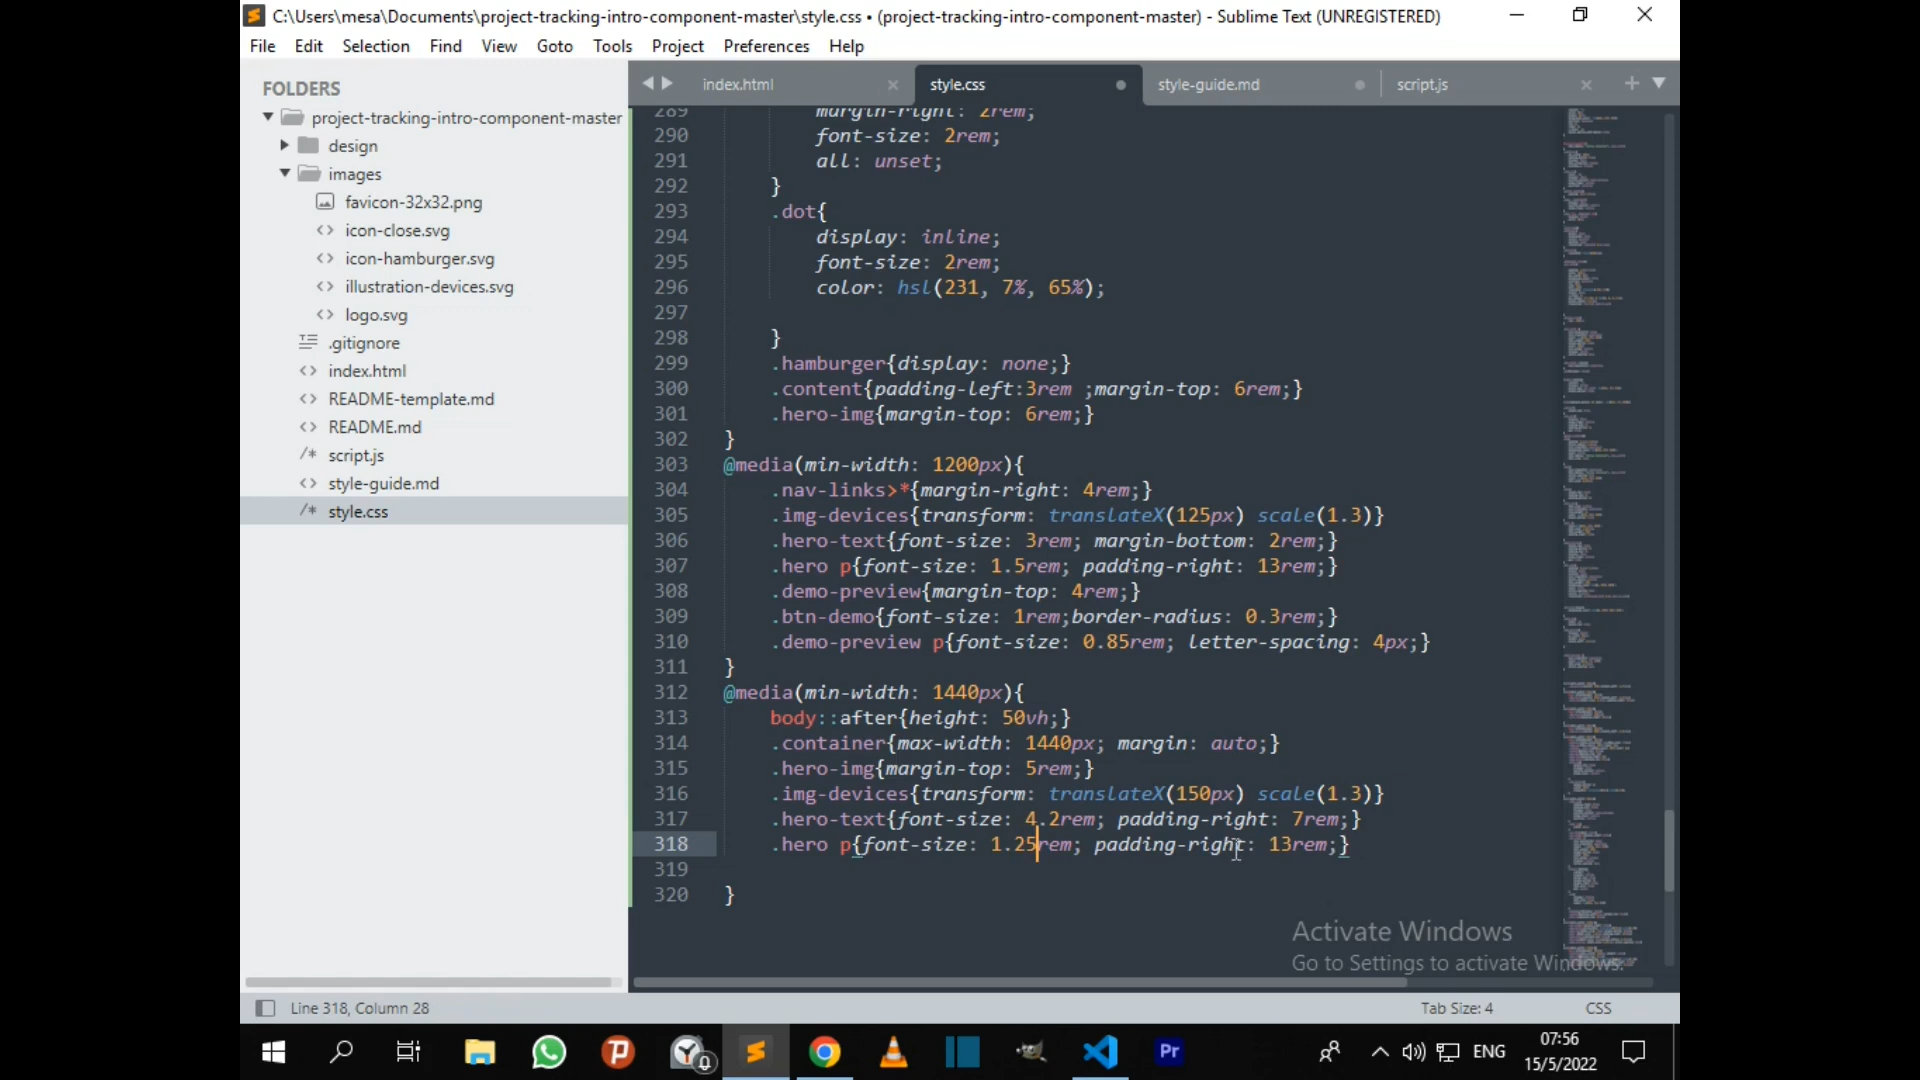 C:\Users\mesa\Documents\project-tracking-intro-component-master\style.css • (project-tracking-intro-component-master) - Sublime Text (UNREGISTERED)
File Edit Selection Find View Goto Tools Project Preferences Help
FOLDERS
project-tracking-intro-component-master
design
images
favicon-32x32.png
icon-close.svg
icon-hamburger.svg
illustration-devices.svg
logo.svg
.gitignore
index.html
README-template.md
README.md
script.js
style-guide.md
style.css
index.html style.css style-guide.md script.js
289 margin-right: 2rem;
290 font-size: 2rem;
291 all: unset;
292 }
293 .dot{
294 display: inline;
295 font-size: 2rem;
296 color: hsl(231, 7%, 65%);
297
298 }
299 .hamburger{display: none;}
300 .content{padding-left:3rem ;margin-top: 6rem;}
301 .hero-img{margin-top: 6rem;}
302 }
303 @media(min-width: 1200px){
304 .nav-links>*{margin-right: 4rem;}
305 .img-devices{transform: translateX(125px) scale(1.3)}
306 .hero-text{font-size: 3rem; margin-bottom: 2rem;}
307 .hero p{font-size: 1.5rem; padding-right: 13rem;}
308 .demo-preview{margin-top: 4rem;}
309 .btn-demo{font-size: 1rem;border-radius: 0.3rem;}
310 .demo-preview p{font-size: 0.85rem; letter-spacing: 4px;}
311 }
312 @media(min-width: 1440px){
313 body::after{height: 50vh;}
314 .container{max-width: 1440px; margin: auto;}
315 .hero-img{margin-top: 5rem;}
316 .img-devices{transform: translateX(150px) scale(1.3)}
317 .hero-text{font-size: 4.2rem; padding-right: 7rem;}
318 .hero p{font-size: 1.25rem; padding-right: 13rem;}
319
320 }
Activate Windows
Go to Settings to activate Windows.
Line 318, Column 28 Tab Size: 4 CSS
ENG
07:56
15/5/2022